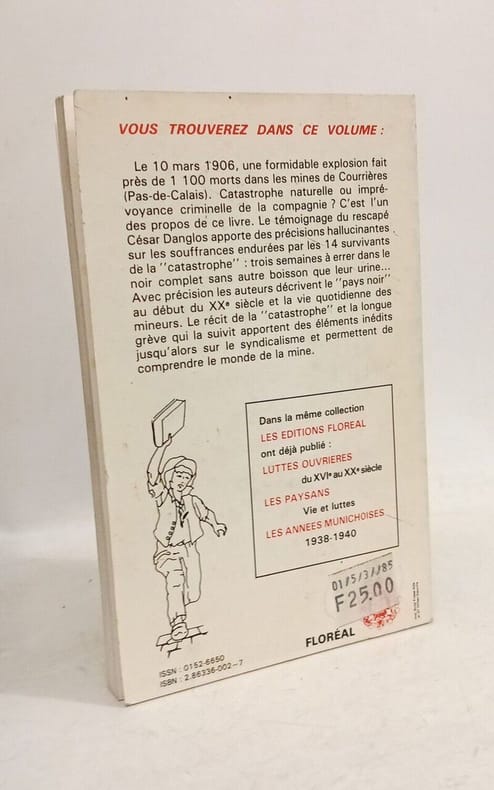 VOUS TROUVEREZ DANS CE VOLUME :
Le 10 mars 1906, une formidable explosion fait
près de 1 100 morts dans les mines de Courrières
(Pas-de-Calais). Catastrophe naturelle ou impré-
voyance criminelle de la compagnie ? C'est l'un
des propos de ce livre. Le témoignage du rescapé
César Danglos apporte des précisions hallucinantes
sur les souffrances endurées par les 14 survivants
de la "catastrophe" : trois semaines à errer dans le
noir complet sans autre boisson que leur urine...
Avec précision les auteurs décrivent le "pays noir"
au début du XXe siècle et la vie quotidienne des
mineurs. Le récit de la "catastrophe" et la longue
grève qui la suivit apportent des éléments inédits
jusqu'alors sur le syndicalisme et permettent de
comprendre le monde de la mine.
Dans la même collection
LES EDITIONS FLOREAL
ont déjà publié :
LUTTES OUVRIERES
du XVIe au XXe siècle
LES PAYSANS
Vie et luttes
LES ANNEES MUNICHOISES
1938-1940
F25.00
FLORÉAL
ISSN : 0152-6650
ISBN : 2.86336-002-7